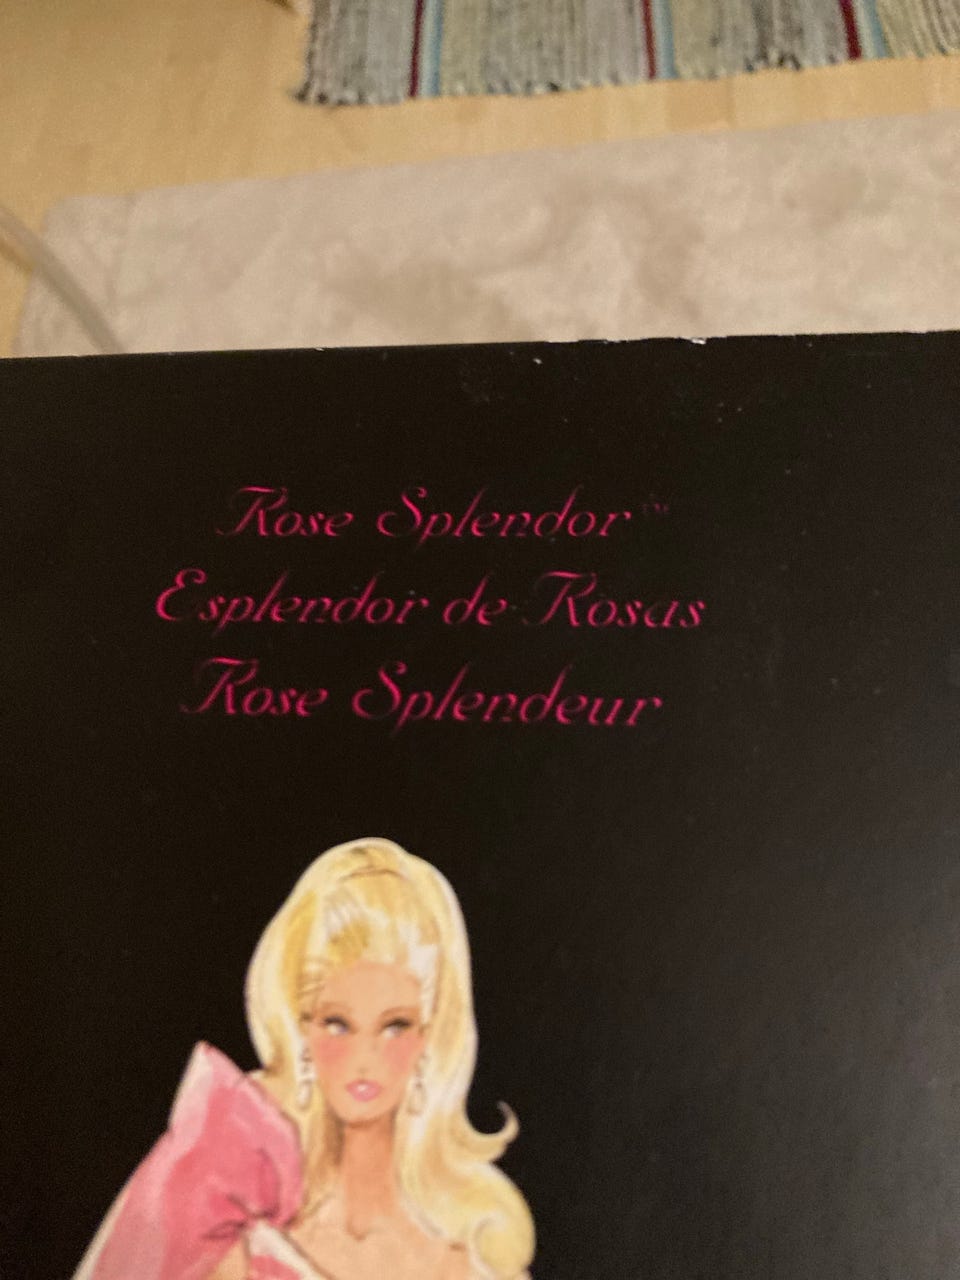 Rose Splendor™
Esplendor de Rosas
Rose Splendeur